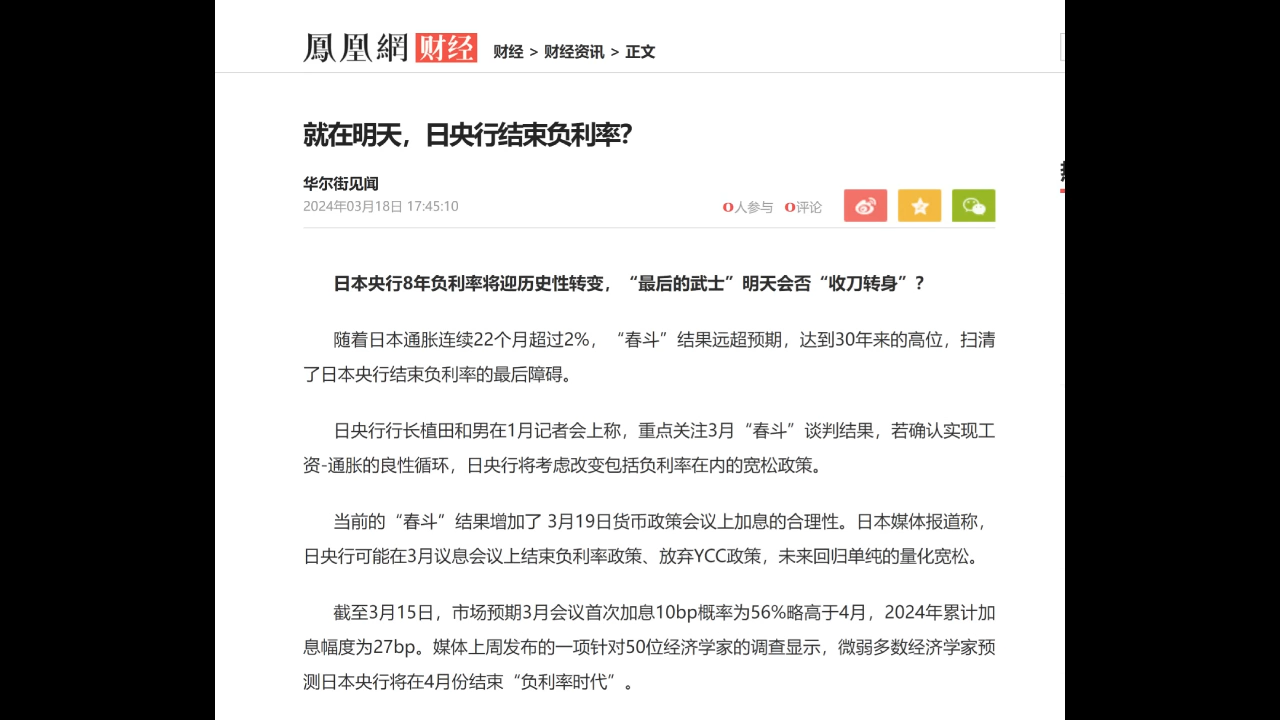 鳳凰網 财经 财经 > 财经资讯 > 正文
就在明天，日央行结束负利率？
华尔街见闻
2024年03月18日 17:45:10
0人参与 0评论
日本央行8年负利率将迎历史性转变，“最后的武士”明天会否“收刀转身”？
随着日本通胀连续22个月超过2%，“春斗”结果远超预期，达到30年来的高位，扫清
了日本央行结束负利率的最后障碍。
日央行行长植田和男在1月记者会上称，重点关注3月“春斗”谈判结果，若确认实现工
资-通胀的良性循环，日央行将考虑改变包括负利率在内的宽松政策。
当前的“春斗”结果增加了 3月19日货币政策会议上加息的合理性。日本媒体报道称，
日央行可能在3月议息会议上结束负利率政策、放弃YCC政策，未来回归单纯的量化宽松。
截至3月15日，市场预期3月会议首次加息10bp概率为56%略高于4月，2024年累计加
息幅度为27bp。媒体上周发布的一项针对50位经济学家的调查显示，微弱多数经济学家预
测日本央行将在4月份结束“负利率时代”。